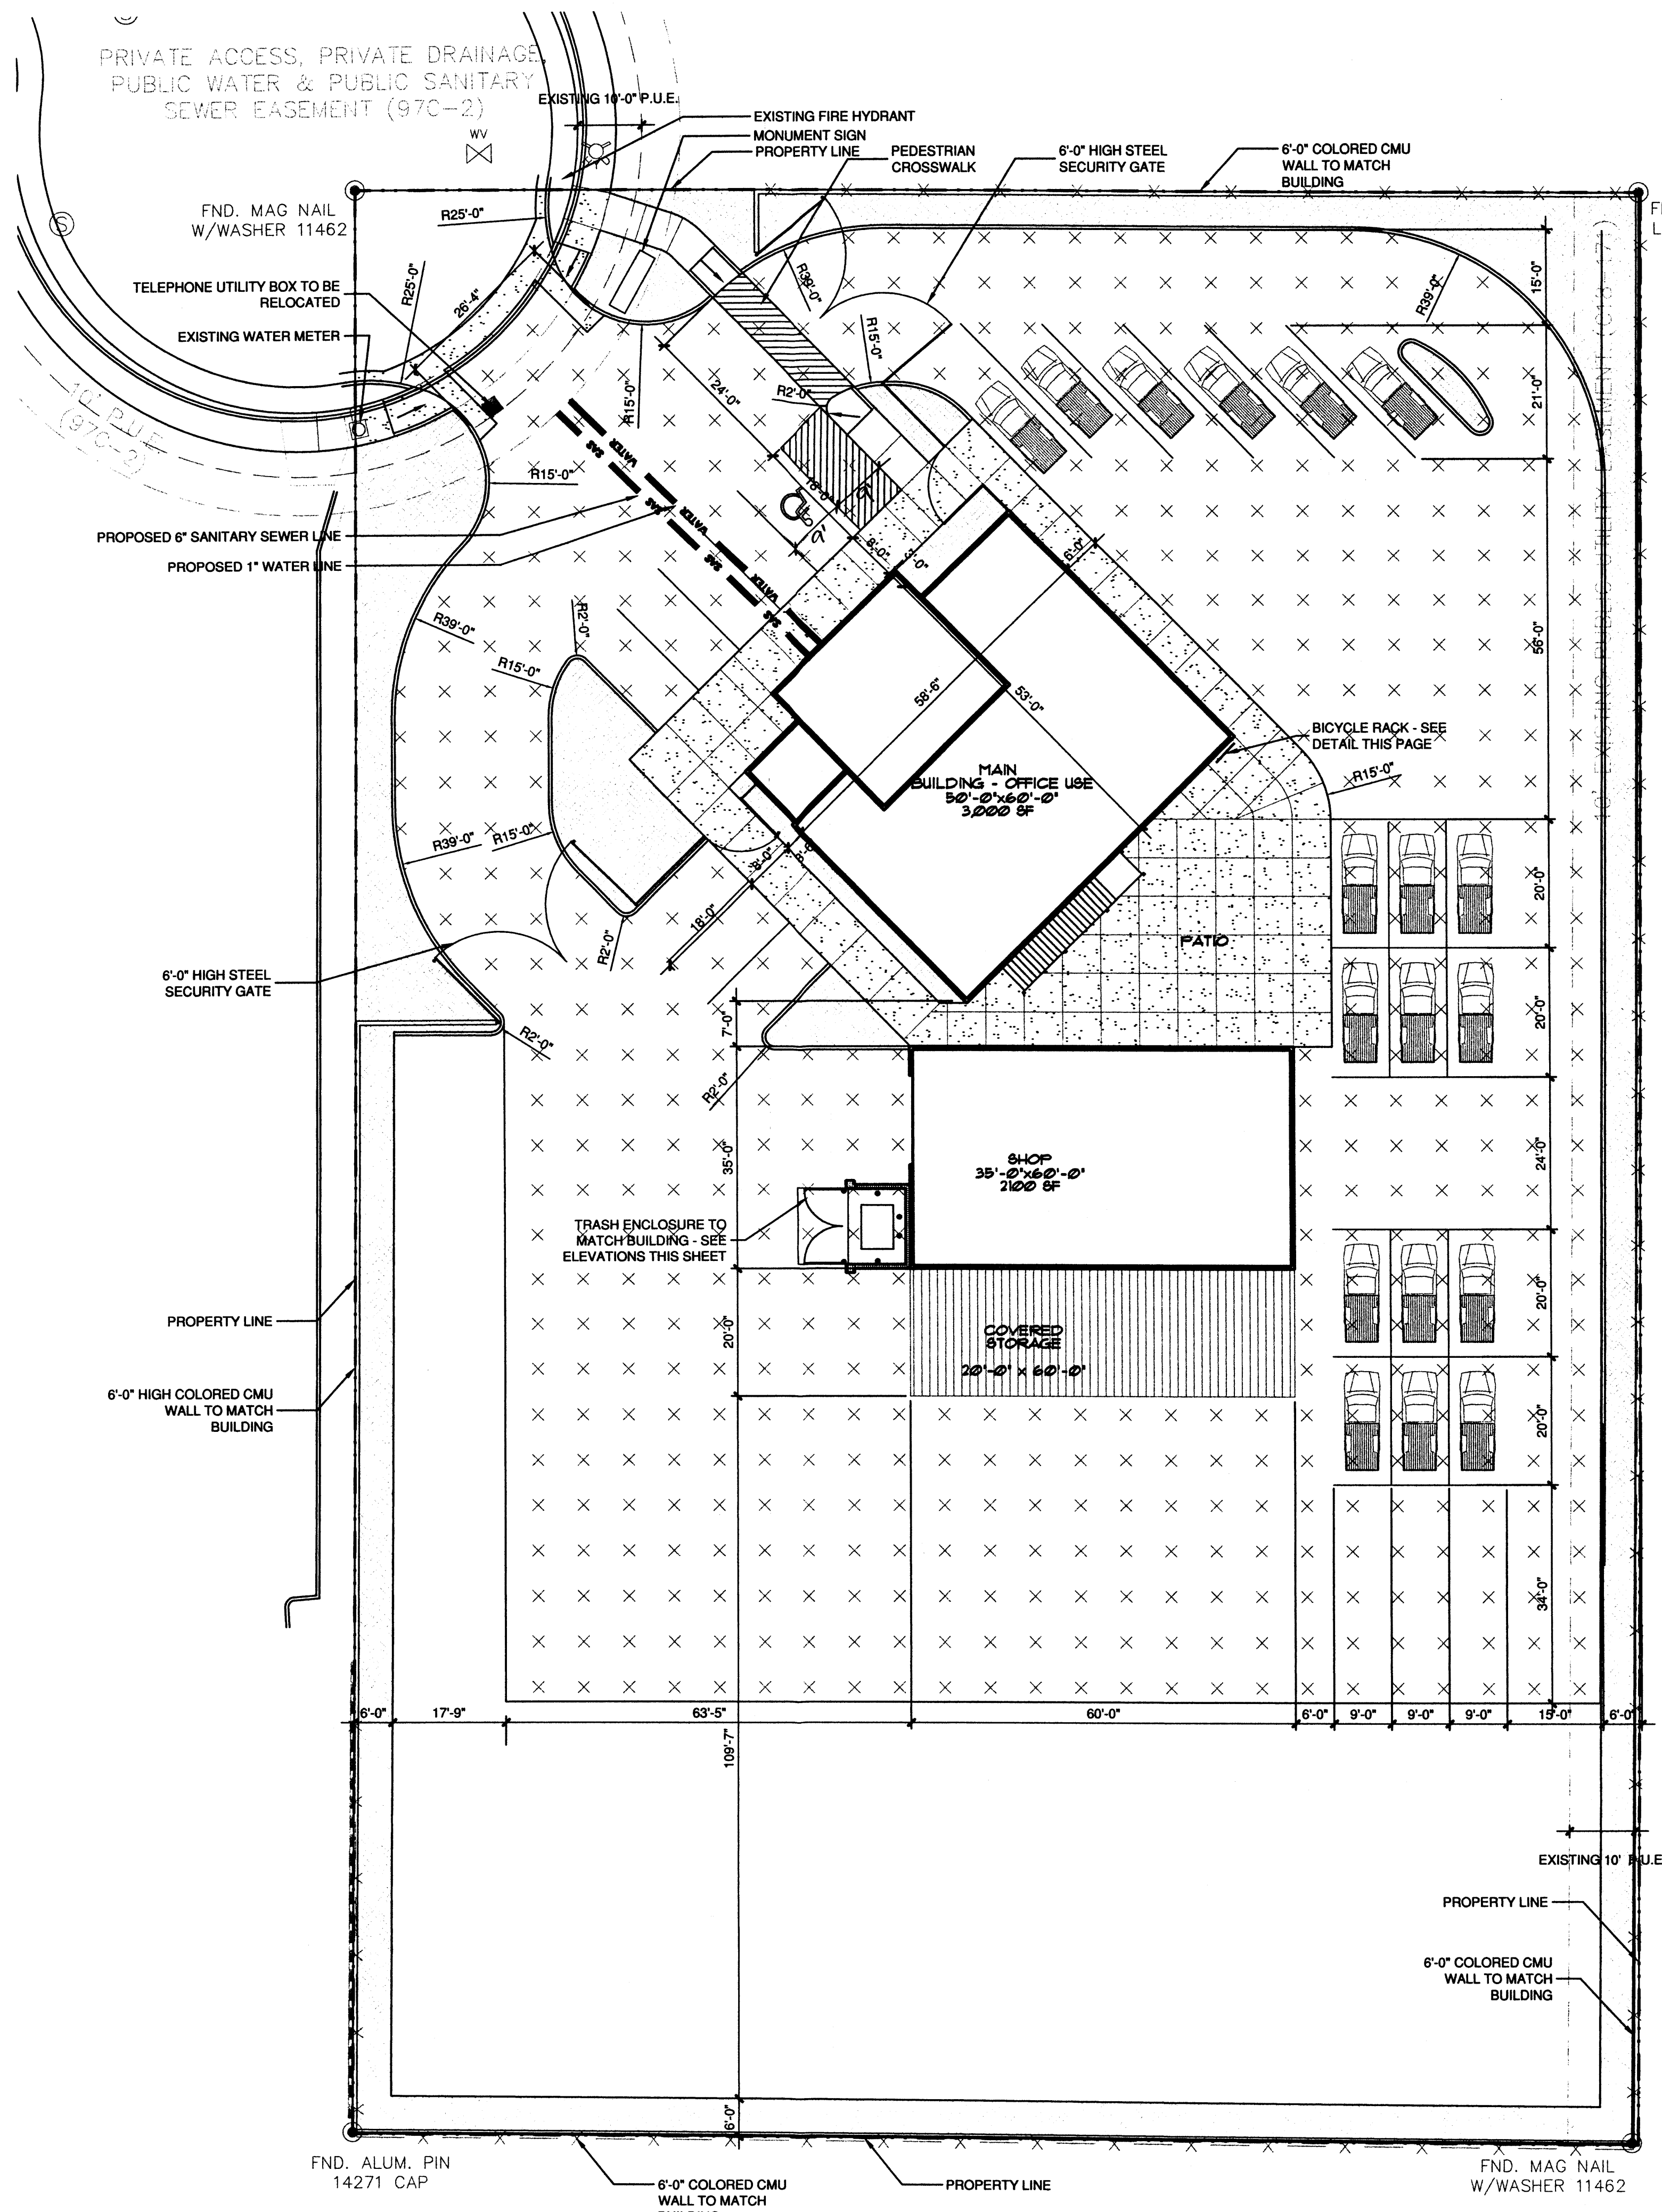 PRIVATE ACCESS, PRIVATE DRAINAGE,
PUBLIC WATER & PUBLIC SANITARY
SEWER EASEMENT (97C-2)
EXISTING 10'-0" P.U.E.
EXISTING FIRE HYDRANT
MONUMENT SIGN
PROPERTY LINE
PEDESTRIAN
CROSSWALK
6'-0" HIGH STEEL
SECURITY GATE
6'-0" COLORED CMU
WALL TO MATCH
BUILDING
WV
S
FND. MAG NAIL
W/WASHER 11462
R25'-0"
R25'-0"
26'-4"
TELEPHONE UTILITY BOX TO BE
RELOCATED
EXISTING WATER METER
10' P.U.E.
(97C-2)
R39'-0"
R39'-0"
15'-0"
R15'-0"
R15'-0"
24'-0"
R2'-0"
21'-0"
R15'-0"
SAS
WATER
SAS
WATER
SAS
WATER
SAS
18'-0"
9'
9'
8'-0"
6'-0"
PROPOSED 6" SANITARY SEWER LINE
PROPOSED 1" WATER LINE
R39'-0"
R2'-0"
R15'-0"
56'-0"
58'-6"
53'-0"
BICYCLE RACK - SEE
DETAIL THIS PAGE
R15'-0"
MAIN
BUILDING - OFFICE USE
50'-0"x60'-0"
3,000 SF
R39'-0"
R15'-0"
8'-0"
18'-0"
R2'-0"
20'-0"
PATIO
6'-0" HIGH STEEL
SECURITY GATE
R2'-0"
7'-0"
20'-0"
R2'-0"
35'-0"
SHOP
35'-0"x60'-0"
2100 SF
24'-0"
TRASH ENCLOSURE TO
MATCH BUILDING - SEE
ELEVATIONS THIS SHEET
PROPERTY LINE
20'-0"
COVERED
STORAGE
20'-0" x 60'-0"
20'-0"
6'-0" HIGH COLORED CMU
WALL TO MATCH
BUILDING
20'-0"
34'-0"
6'-0"
17'-9"
63'-5"
60'-0"
6'-0"
9'-0"
9'-0"
9'-0"
15'-0"
6'-0"
109'-7"
EXISTING 10' P.U.E
PROPERTY LINE
6'-0" COLORED CMU
WALL TO MATCH
BUILDING
6'-0"
FND. ALUM. PIN
14271 CAP
6'-0" COLORED CMU
WALL TO MATCH
PROPERTY LINE
FND. MAG NAIL
W/WASHER 11462